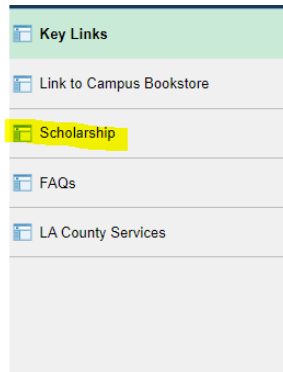 Key Links
Link to Campus Bookstore
Scholarship
FAQs
LA County Services